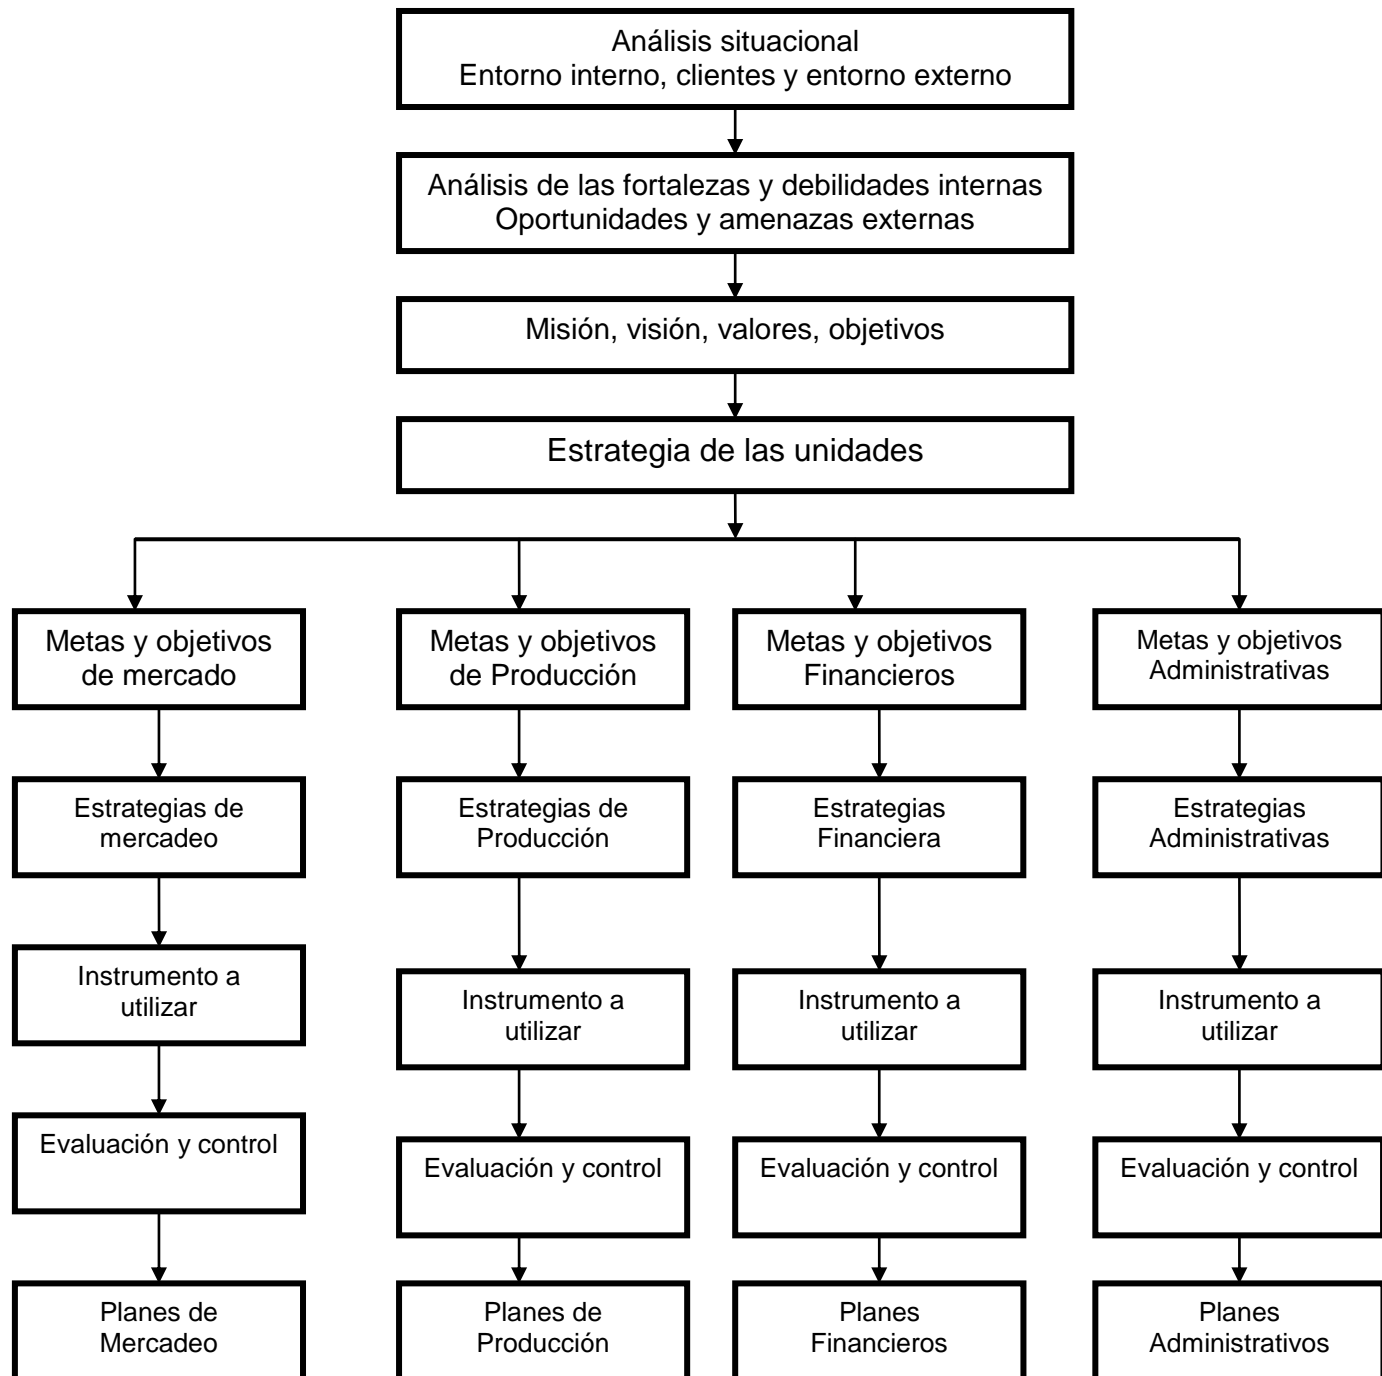 Análisis situacional
Entorno interno, clientes y entorno externo
Análisis de las fortalezas y debilidades internas
Oportunidades y amenazas externas
Misión, visión, valores, objetivos
Estrategia de las unidades
Metas y objetivos
de mercado
Metas y objetivos
de Producción
Metas y objetivos
Financieros
Metas y objetivos
Administrativas
Estrategias de
mercadeo
Estrategias de
Producción
Estrategias
Financiera
Estrategias
Administrativas
Instrumento a
utilizar
Instrumento a
utilizar
Instrumento a
utilizar
Instrumento a
utilizar
Evaluación y control
Evaluación y control
Evaluación y control
Evaluación y control
Planes de
Mercadeo
Planes de
Producción
Planes
Financieros
Planes
Administrativos